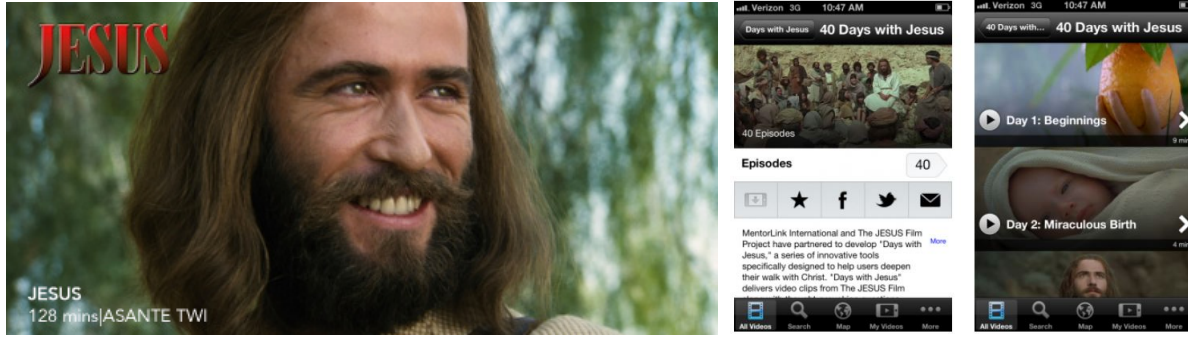 JESUS
JESUS
128 mins|ASANTE TWI
Verizon 3G 10:47 AM
Days with Jesus 40 Days with Jesus
40 Episodes
Episodes 40
MentorLink International and The JESUS Film
Project have partnered to develop "Days with
Jesus," a series of innovative tools
specifically designed to help users deepen
their walk with Christ. "Days with Jesus"
delivers video clips from The JESUS Film
More
All Videos Search Map My Videos More
Verizon 3G 10:47 AM
40 Days with... 40 Days with Jesus
Day 1: Beginnings
9 min
Day 2: Miraculous Birth
4 min
All Videos Search Map My Videos More